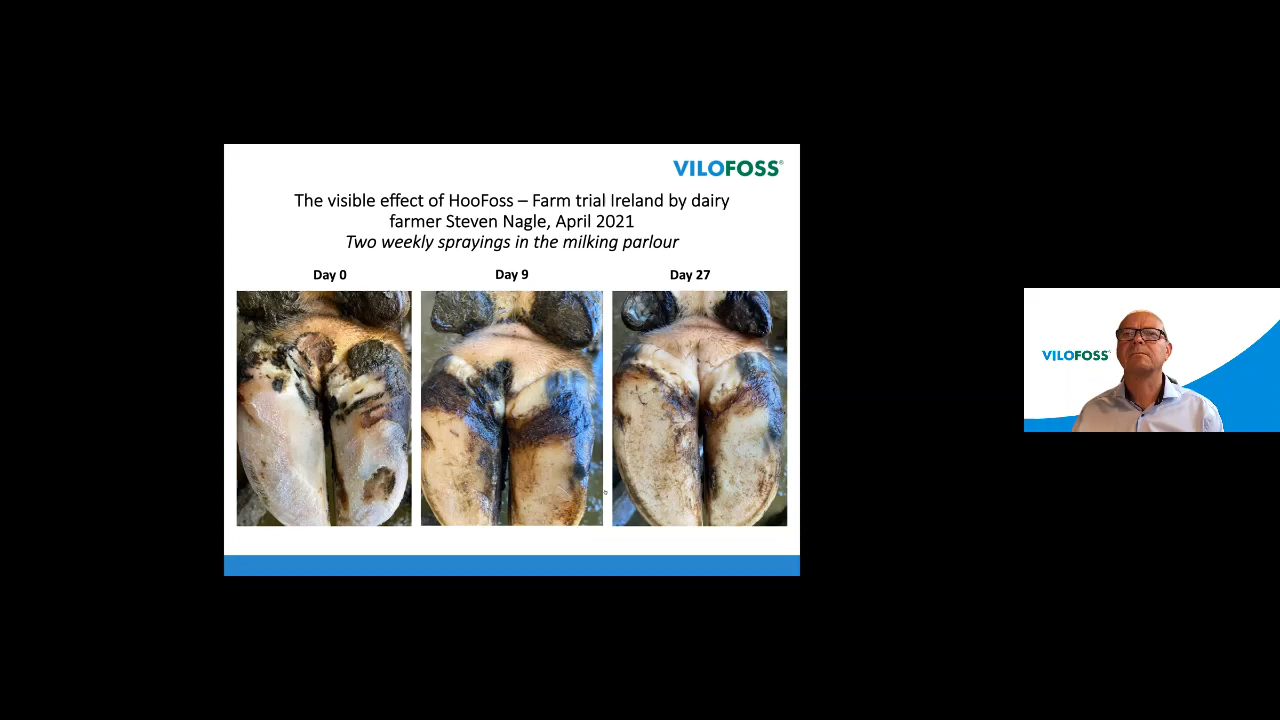 VILOFOSS®
The visible effect of HooFoss – Farm trial Ireland by dairy
farmer Steven Nagle, April 2021
Two weekly sprayings in the milking parlour
Day 0
Day 9
Day 27
VILOFOSS®